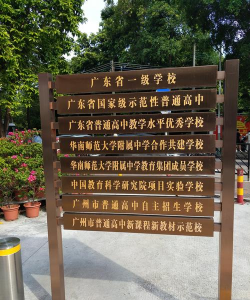 广东省一级学校
广东省国家级示范性普通高中
广东省普通高中教学水平优秀学校
华南师范大学附属中学合作共建学校
华南师范大学附属中学教育集团成员学校
中国教育科学研究院项目实验学校
广州市普通高中自主招生学校
广州市普通高中新课程新教材示范校